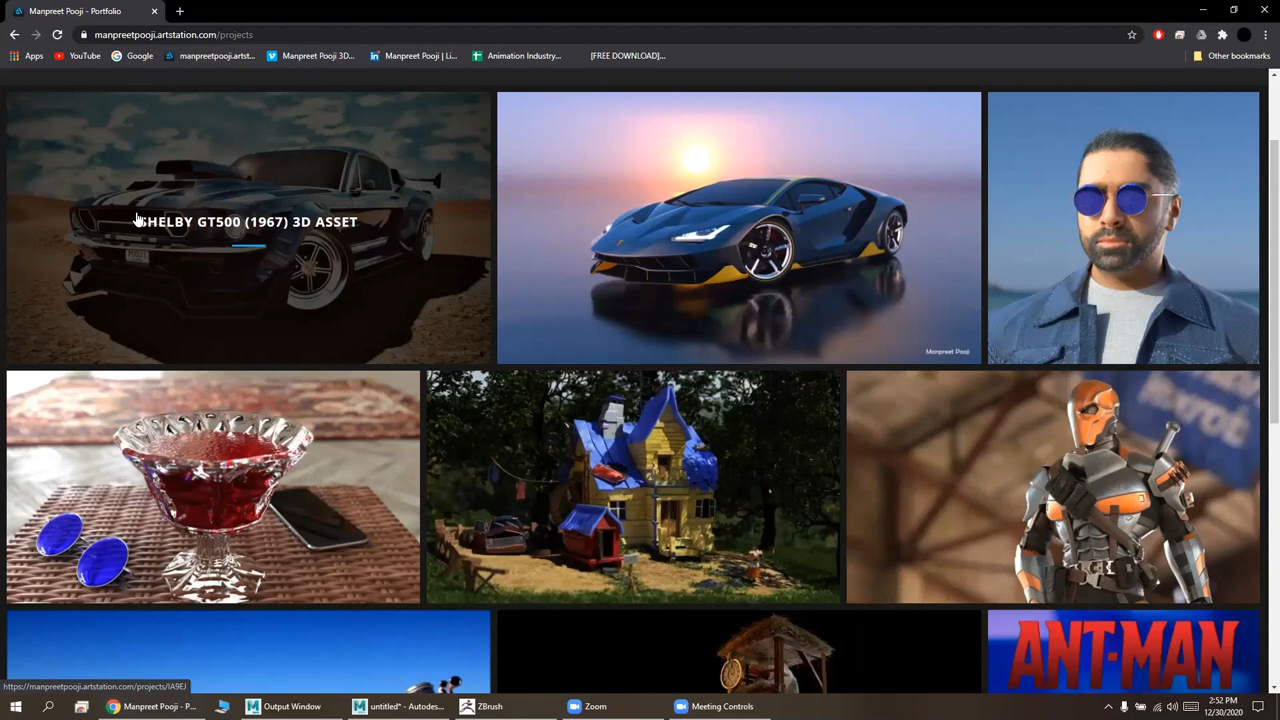 Manpreet Pooji - Portfolio
manpreetpooji.artstation.com/projects
Apps
YouTube
Google
manpreetpooji.artst...
Manpreet Pooji 3D...
Manpreet Pooji | Li...
Animation Industry...
[FREE DOWNLOAD]...
Other bookmarks
SHELBY GT500 (1967) 3D ASSET
POOJI
Manpreet Pooji
ANT-MAN
https://manpreetpooji.artstation.com/projects/lA9EJ
Manpreet Pooji - P...
Output Window
untitled* - Autodes...
ZBrush
Zoom
Meeting Controls
2:52 PM
12/30/2020